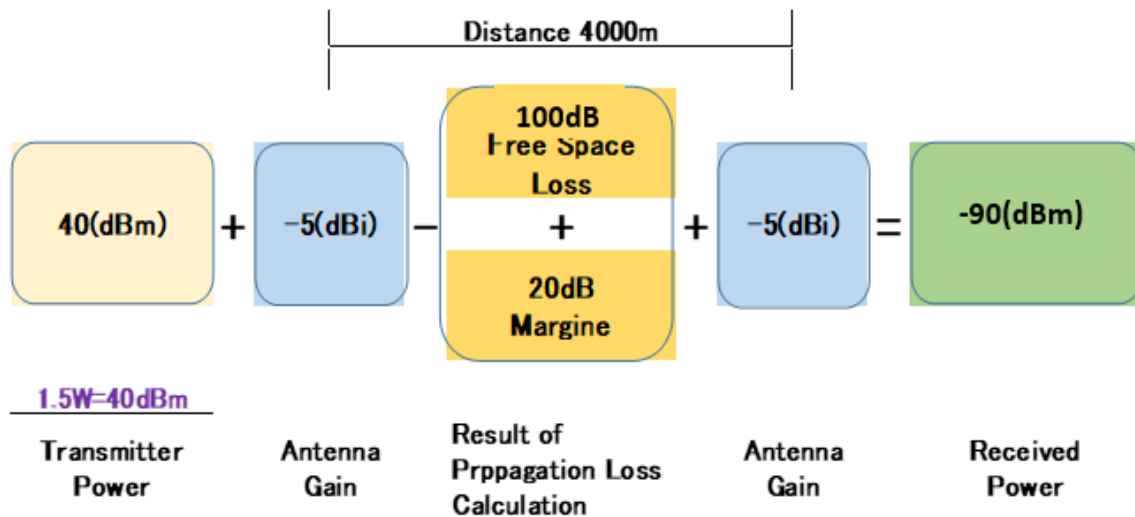 Distance 4000m
40(dBm)
+
-5(dBi)
-
100dB
Free Space
Loss
+
20dB
Margine
+
-5(dBi)
=
-90(dBm)
1.5W=40dBm
Transmitter
Power
Antenna
Gain
Result of
Prppagation Loss
Calculation
Antenna
Gain
Received
Power